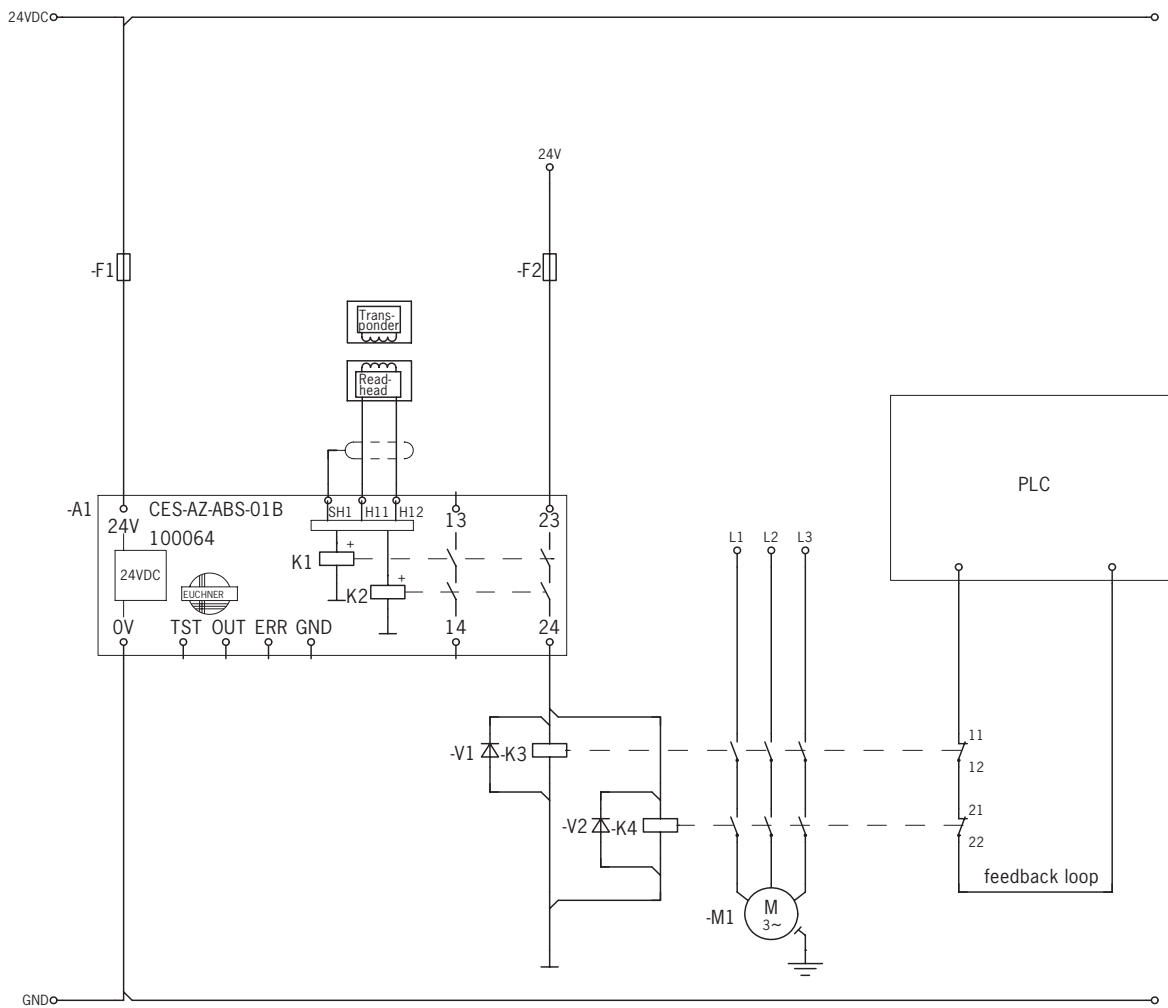 24VDC
24V
-F1
-F2
Trans-
ponder
Read-
head
PLC
-A1
CES-AZ-ABS-01B
SH1
H11
H12
13
23
24V
100064
L1
L2
L3
K1
+
24VDC
EUCHNER
K2
+
0V
TST
OUT
ERR
GND
14
24
11
-V1
-K3
12
21
-V2
-K4
22
feedback loop
-M1
M
3~
GND